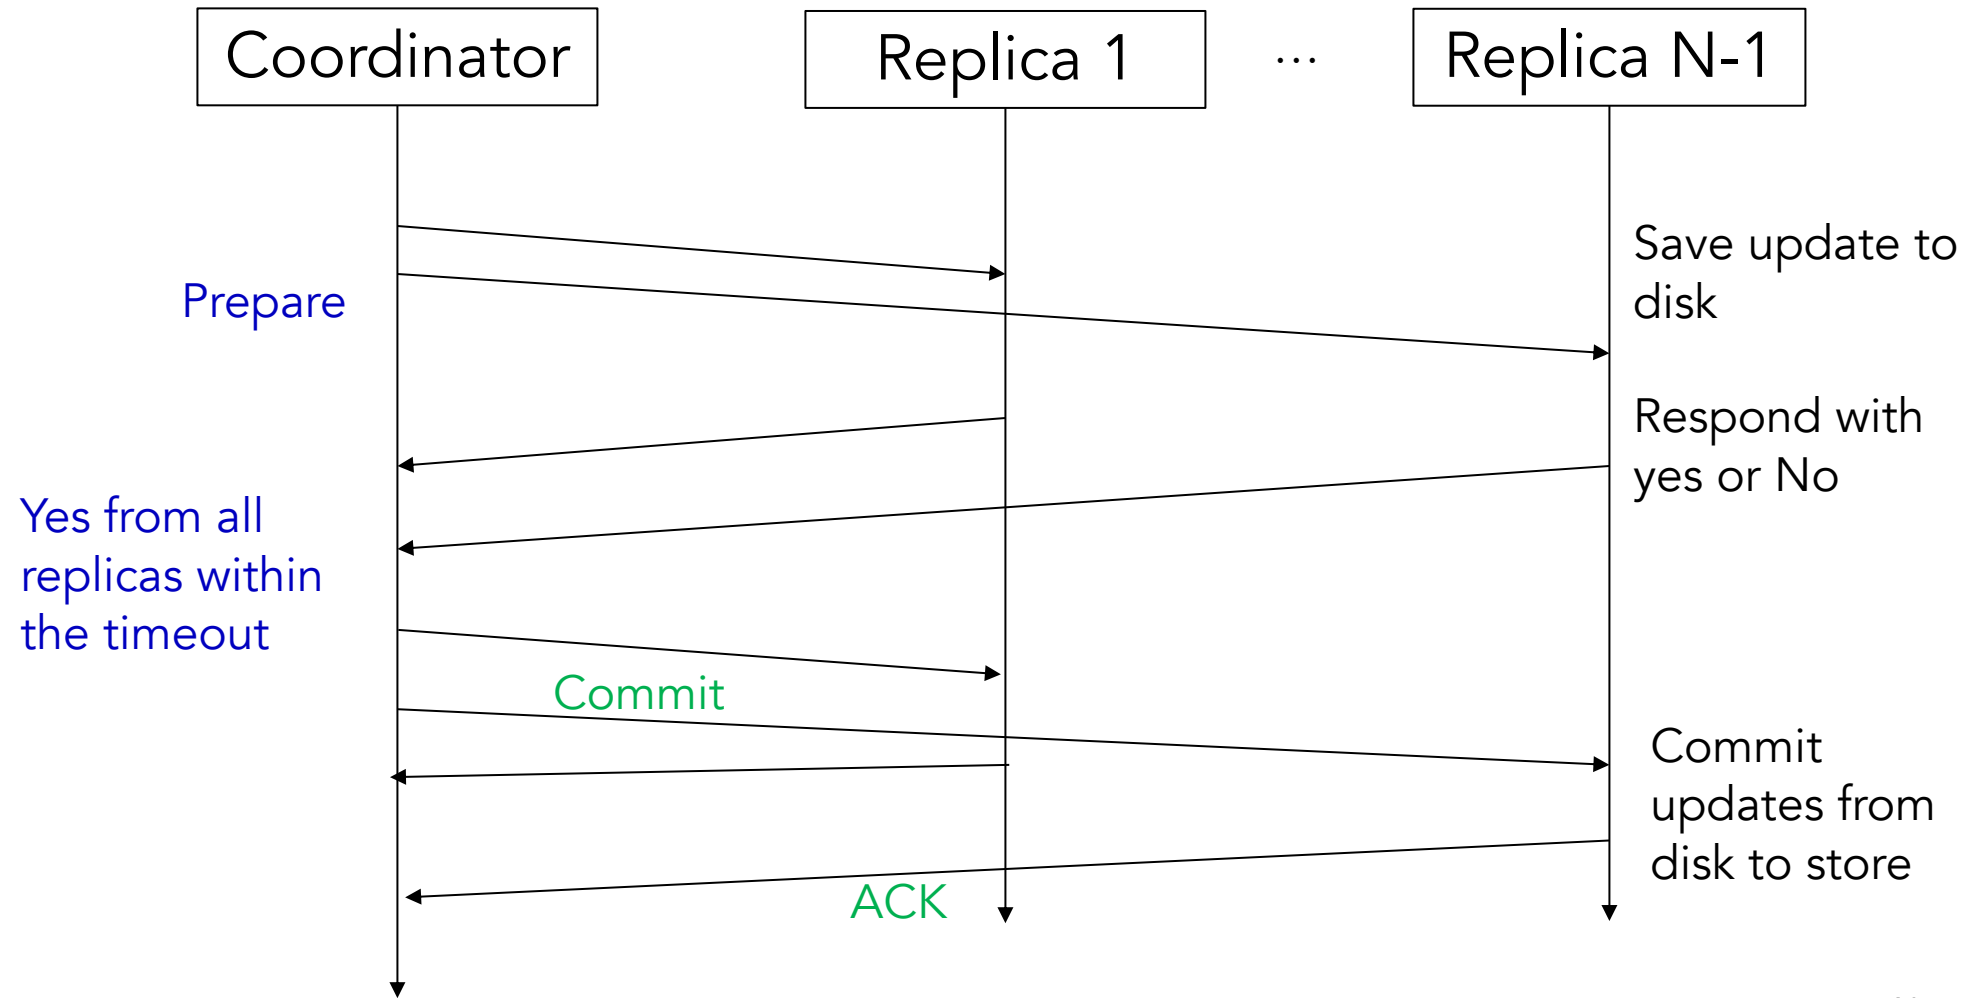 Coordinator
Replica 1
...
Replica N-1
Prepare
Save update to
disk
Respond with
yes or No
Yes from all
replicas within
the timeout
Commit
Commit
updates from
disk to store
ACK